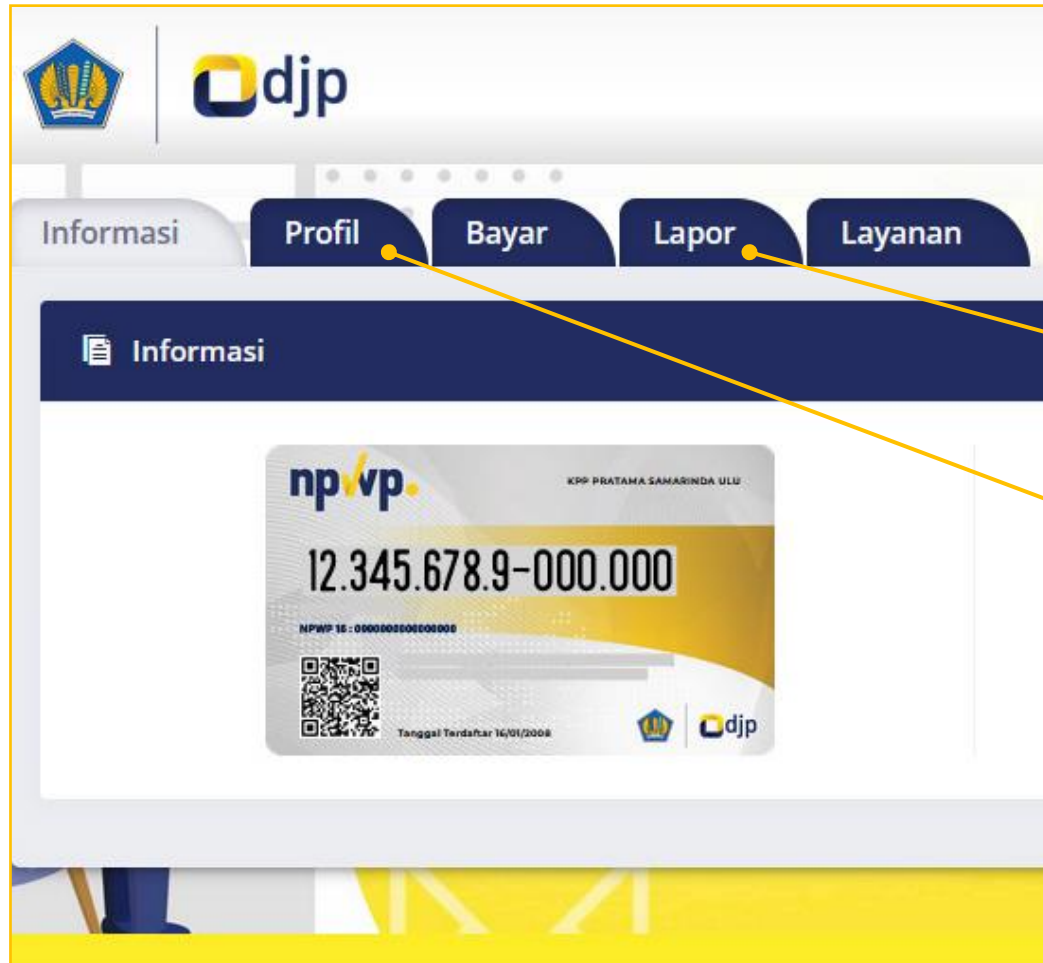 djp
Informasi Profil Bayar Lapor Layanan
Informasi
npwp.
KPP PRATAMA SAMARINDA ULU
12.345.678.9-000.000
NPWP 16 : 0000000000000000
Tanggal Terdaftar 16/01/2008
djp